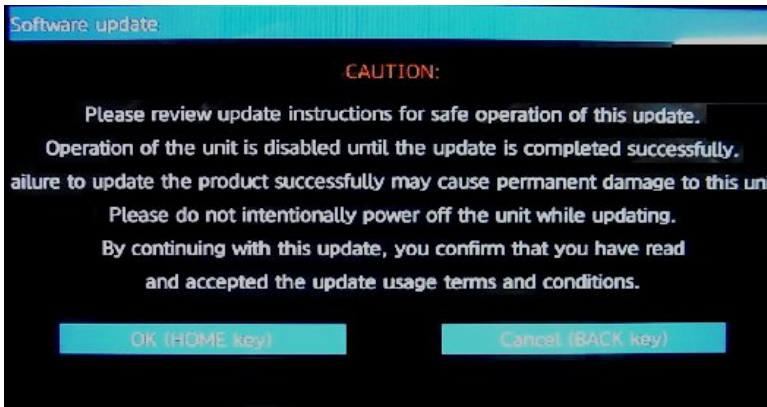 Software update
CAUTION:
Please review update instructions for safe operation of this update.
Operation of the unit is disabled until the update is completed successfully.
ailure to update the product successfully may cause permanent damage to this uni
Please do not intentionally power off the unit while updating.
By continuing with this update, you confirm that you have read
and accepted the update usage terms and conditions.
OK (HOME key)
Cancel (BACK key)